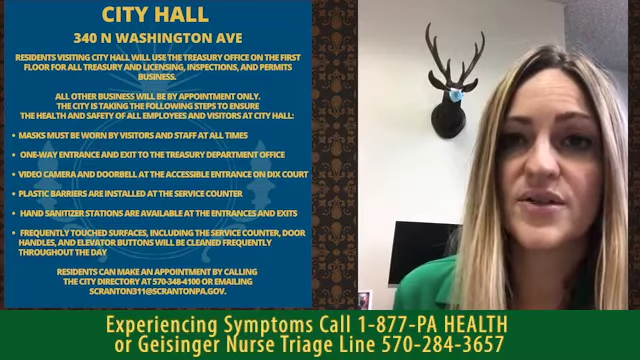 CITY HALL
340 N WASHINGTON AVE
RESIDENTS VISITING CITY HALL WILL USE THE TREASURY OFFICE ON THE FIRST
FLOOR FOR ALL TREASURY AND LICENSING, INSPECTIONS, AND PERMITS
BUSINESS.
ALL OTHER BUSINESS WILL BE BY APPOINTMENT ONLY.
THE CITY IS TAKING THE FOLLOWING STEPS TO ENSURE
THE HEALTH AND SAFETY OF ALL EMPLOYEES AND VISITORS AT CITY HALL:
• MASKS MUST BE WORN BY VISITORS AND STAFF AT ALL TIMES
• ONE-WAY ENTRANCE AND EXIT TO THE TREASURY DEPARTMENT OFFICE
• VIDEO CAMERA AND DOORBELL AT THE ACCESSIBLE ENTRANCE ON DIX COURT
• PLASTIC BARRIERS ARE INSTALLED AT THE SERVICE COUNTER
• HAND SANITIZER STATIONS ARE AVAILABLE AT THE ENTRANCES AND EXITS
• FREQUENTLY TOUCHED SURFACES, INCLUDING THE SERVICE COUNTER, DOOR
HANDLES, AND ELEVATOR BUTTONS WILL BE CLEANED FREQUENTLY
THROUGHOUT THE DAY
RESIDENTS CAN MAKE AN APPOINTMENT BY CALLING
THE CITY DIRECTORY AT 570-348-4100 OR EMAILING
SCRANTON311@SCRANTONPA.GOV.
Experiencing Symptoms Call 1-877-PA HEALTH
or Geisinger Nurse Triage Line 570-284-3657